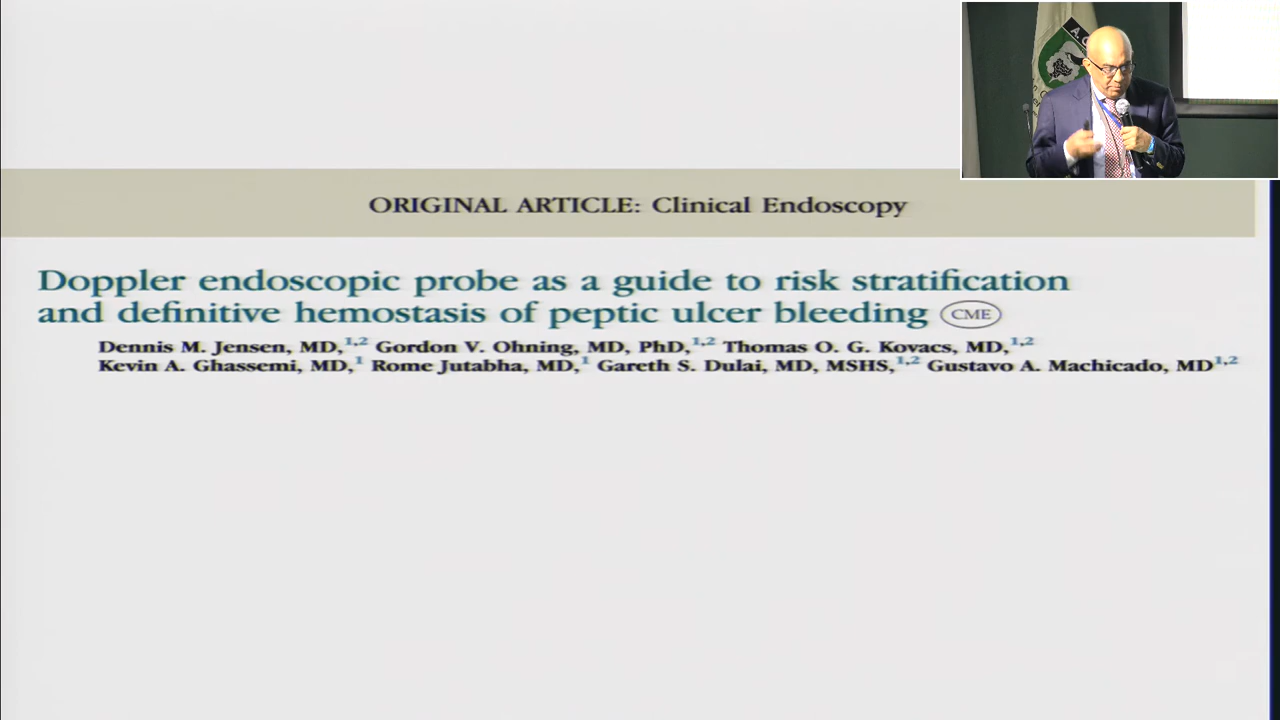 ORIGINAL ARTICLE: Clinical Endoscopy
Doppler endoscopic probe as a guide to risk stratification
and definitive hemostasis of peptic ulcer bleeding CME
Dennis M. Jensen, MD,1,2 Gordon V. Ohning, MD, PhD,1,2 Thomas O. G. Kovacs, MD,1,2
Kevin A. Ghassemi, MD,1 Rome Jutabha, MD,1 Gareth S. Dulai, MD, MSHS,1,2 Gustavo A. Machicado, MD1,2